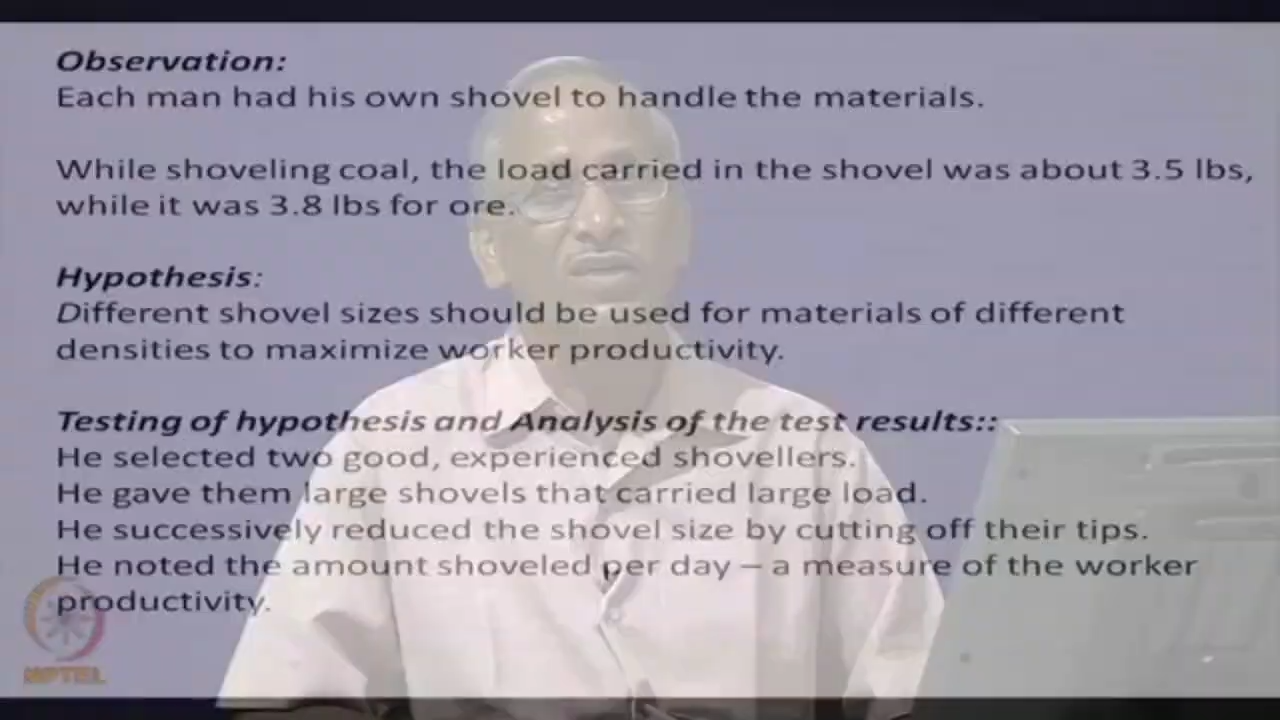 Observation:
Each man had his own shovel to handle the materials.
While shoveling coal, the load carried in the shovel was about 3.5 lbs,
while it was 3.8 lbs for ore.
Hypothesis:
Different shovel sizes should be used for materials of different
densities to maximize worker productivity.
Testing of hypothesis and Analysis of the test results::
He selected two good, experienced shovellers.
He gave them large shovels that carried large load.
He successively reduced the shovel size by cutting off their tips.
He noted the amount shoveled per day – a measure of the worker
productivity.
NPTEL